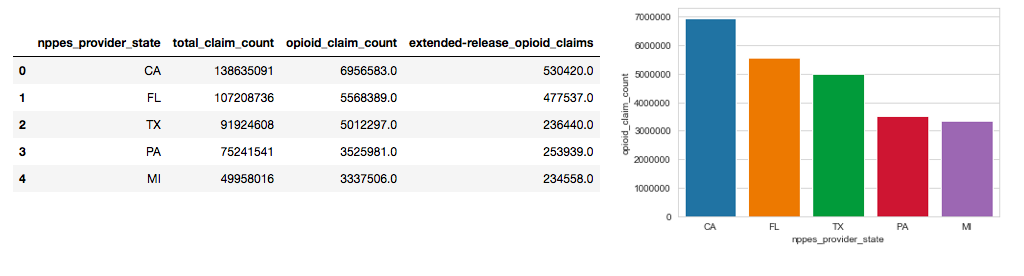 nppes_provider_state total_claim_count opioid_claim_count extended-release_opioid_claims
0 CA 138635091 6956583.0 530420.0
1 FL 107208736 5568389.0 477537.0
2 TX 91924608 5012297.0 236440.0
3 PA 75241541 3525981.0 253939.0
4 MI 49958016 3337506.0 234558.0
opioid_claim_count
7000000
6000000
5000000
4000000
3000000
2000000
1000000
0
CA FL TX PA MI
nppes_provider_state